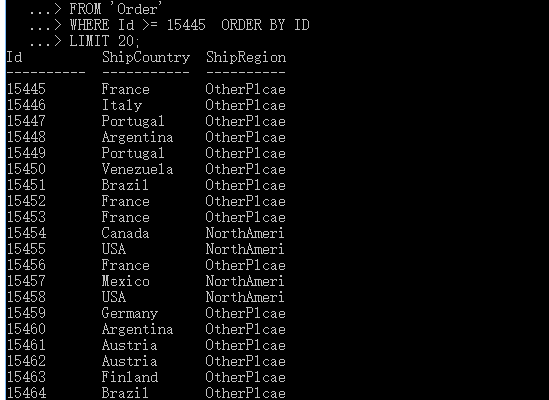 ...> FROM 'Order'
...> WHERE Id >= 15445  ORDER BY ID
...> LIMIT 20;
Id          ShipCountry  ShipRegion
----------  -----------  ----------
15445       France       OtherPlcae
15446       Italy        OtherPlcae
15447       Portugal     OtherPlcae
15448       Argentina    OtherPlcae
15449       Portugal     OtherPlcae
15450       Venezuela    OtherPlcae
15451       Brazil       OtherPlcae
15452       France       OtherPlcae
15453       France       OtherPlcae
15454       Canada       NorthAmeri
15455       USA          NorthAmeri
15456       France       OtherPlcae
15457       Mexico       NorthAmeri
15458       USA          NorthAmeri
15459       Germany      OtherPlcae
15460       Argentina    OtherPlcae
15461       Austria      OtherPlcae
15462       Austria      OtherPlcae
15463       Finland      OtherPlcae
15464       Brazil       OtherPlcae